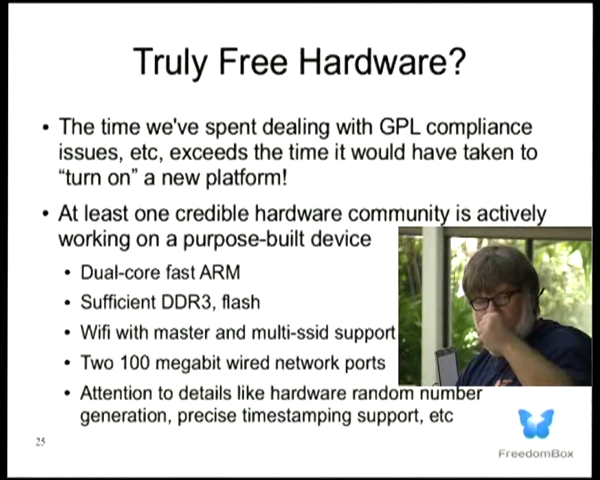 Truly Free Hardware?
• The time we've spent dealing with GPL compliance
issues, etc, exceeds the time it would have taken to
“turn on” a new platform!
• At least one credible hardware community is actively
working on a purpose-built device
• Dual-core fast ARM
• Sufficient DDR3, flash
• Wifi with master and multi-ssid support
• Two 100 megabit wired network ports
• Attention to details like hardware random number
generation, precise timestamping support, etc
25
FreedomBox